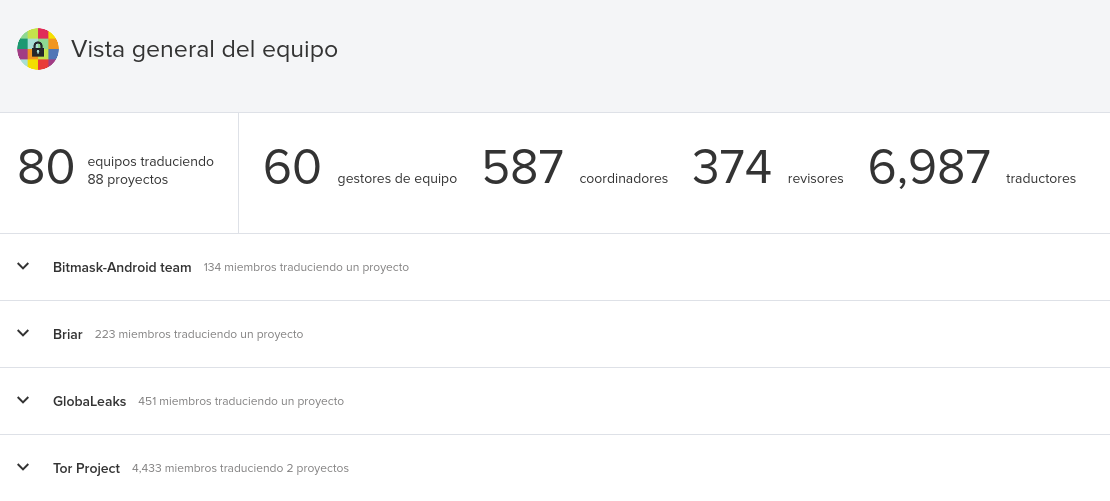 Vista general del equipo
80 equipos traduciendo
88 proyectos
60 gestores de equipo
587 coordinadores
374 revisores
6,987 traductores
Bitmask-Android team 134 miembros traduciendo un proyecto
Briar 223 miembros traduciendo un proyecto
GlobaLeaks 451 miembros traduciendo un proyecto
Tor Project 4,433 miembros traduciendo 2 proyectos